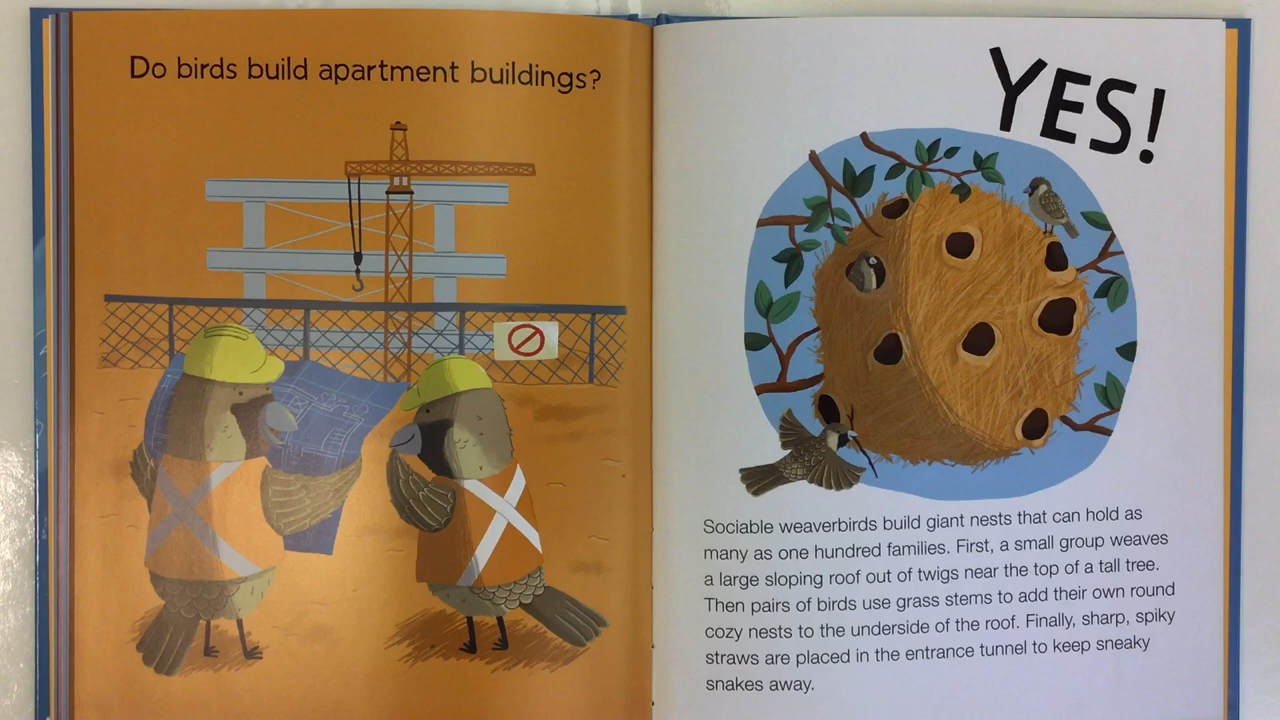 Do birds build apartment buildings?
YES!
Sociable weaverbirds build giant nests that can hold as
many as one hundred families. First, a small group weaves
a large sloping roof out of twigs near the top of a tall tree.
Then pairs of birds use grass stems to add their own round
cozy nests to the underside of the roof. Finally, sharp, spiky
straws are placed in the entrance tunnel to keep sneaky
snakes away.